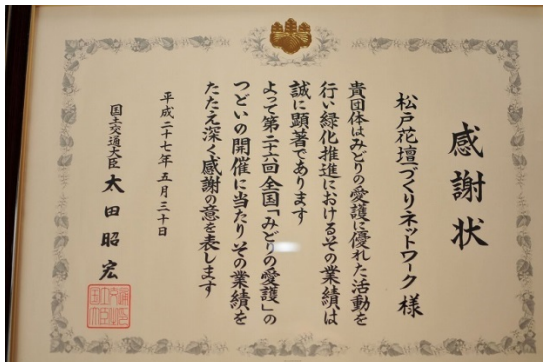 感謝状
松戸花壇づくりネットワーク 様
貴団体はみどりの愛護に優れた活動を
行い緑化推進におけるその業績は
誠に顕著であります
よって第二十六回全国「みどりの愛護」の
つどいの開催に当たりその業績を
たたえ深く感謝の意を表します
平成二十七年五月三十日
国土交通大臣 太田昭宏